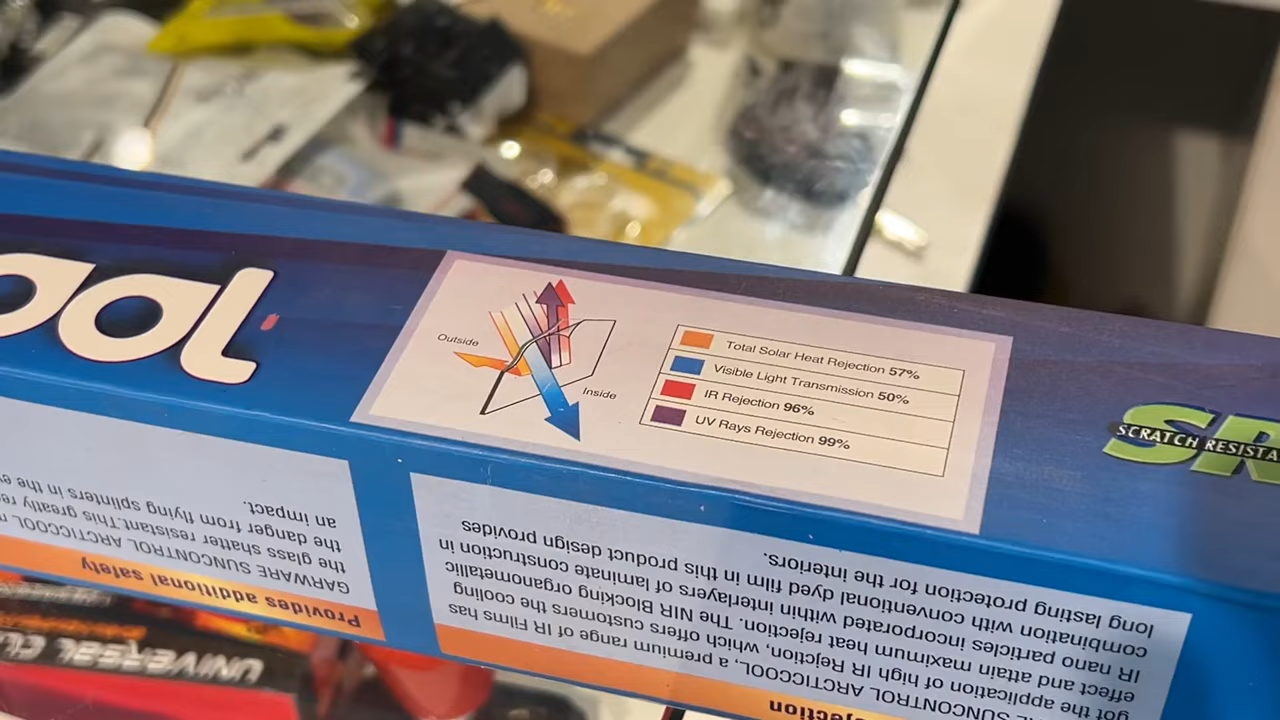 ool
Outside
Inside
Total Solar Heat Rejection 57%
Visible Light Transmission 50%
IR Rejection 96%
UV Rays Rejection 99%
SR
SCRATCH RESISTA
Provides additional safety
GARWARE SUNCONTROL ARCTICCOOL
the glass shatter resistant.This greatly
the danger from flying splinters in the
an impact.
SUNCONTROL ARCTICCOOL, a premium range of IR Films has
got the application of high IR Rejection, which offers customers the cooling
effect and attain maximum heat rejection. The NIR Blocking organometallic
IR nano particles incorporated within interlayers of laminate construction in
combination with conventional dyed film in this product design provides
long lasting protection for the interiors.
UNIVERSAL